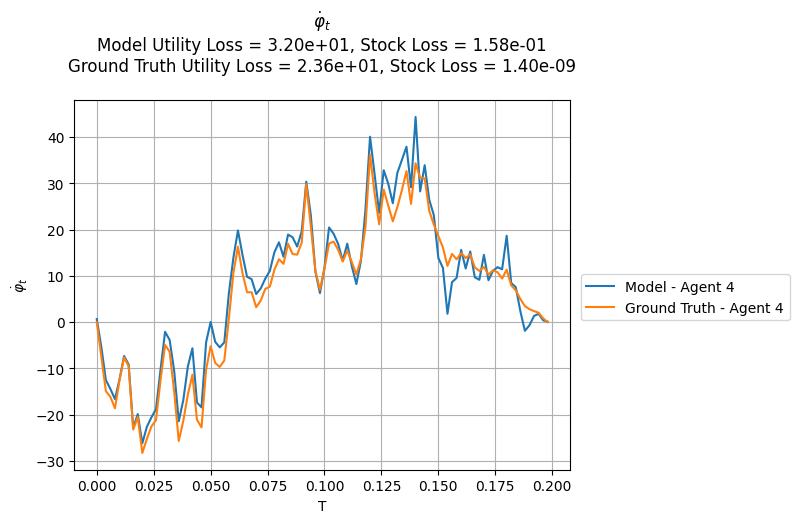 φ̇ₜ
Model Utility Loss = 3.20e+01, Stock Loss = 1.58e-01
Ground Truth Utility Loss = 2.36e+01, Stock Loss = 1.40e-09
40
30
20
10
0
−10
−20
−30
φ̇ₜ
0.000 0.025 0.050 0.075 0.100 0.125 0.150 0.175 0.200
T
Model - Agent 4
Ground Truth - Agent 4